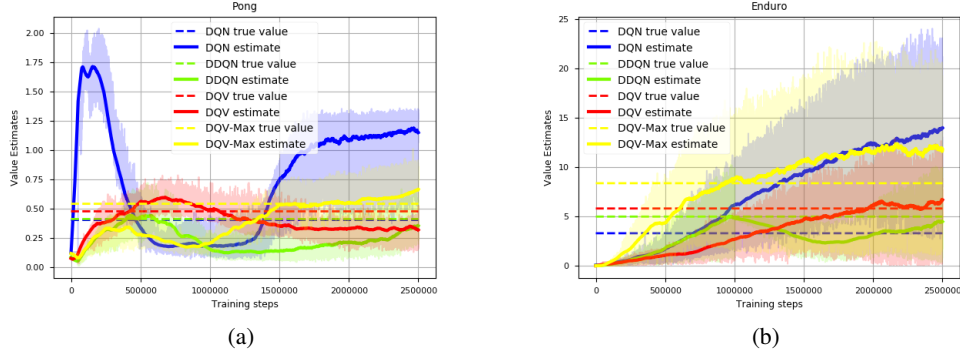 Pong
Value Estimates
2.00
1.75
1.50
1.25
1.00
0.75
0.50
0.25
0.00
DQN true value
DQN estimate
DDQN true value
DDQN estimate
DQV true value
DQV estimate
DQV-Max true value
DQV-Max estimate
0 500000 1000000 1500000 2000000 2500000
Training steps
(a)
Enduro
Value Estimates
25
20
15
10
5
0
DQN true value
DQN estimate
DDQN true value
DDQN estimate
DQV true value
DQV estimate
DQV-Max true value
DQV-Max estimate
0 500000 1000000 1500000 2000000 2500000
Training steps
(b)